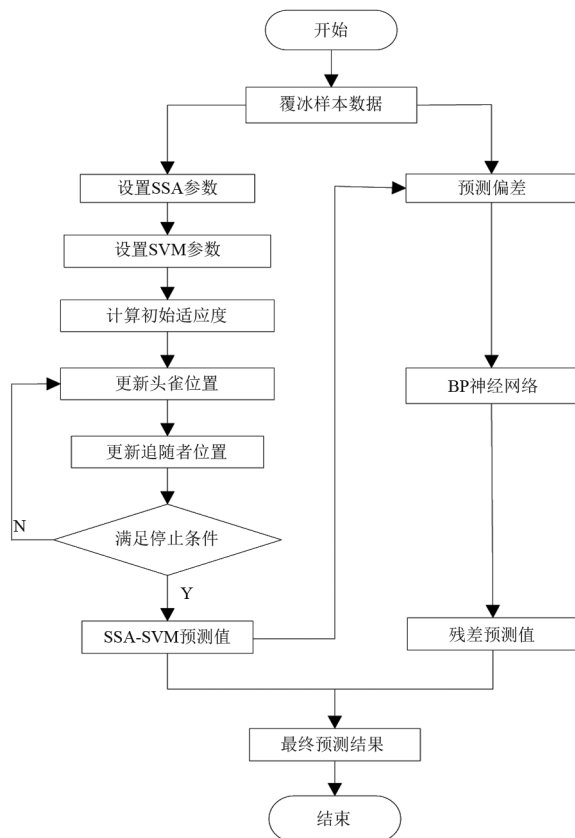 开始
覆冰样本数据
设置SSA参数
预测偏差
设置SVM参数
计算初始适应度
更新头雀位置
BP神经网络
更新追随者位置
满足停止条件
N
Y
SSA-SVM预测值
残差预测值
最终预测结果
结束